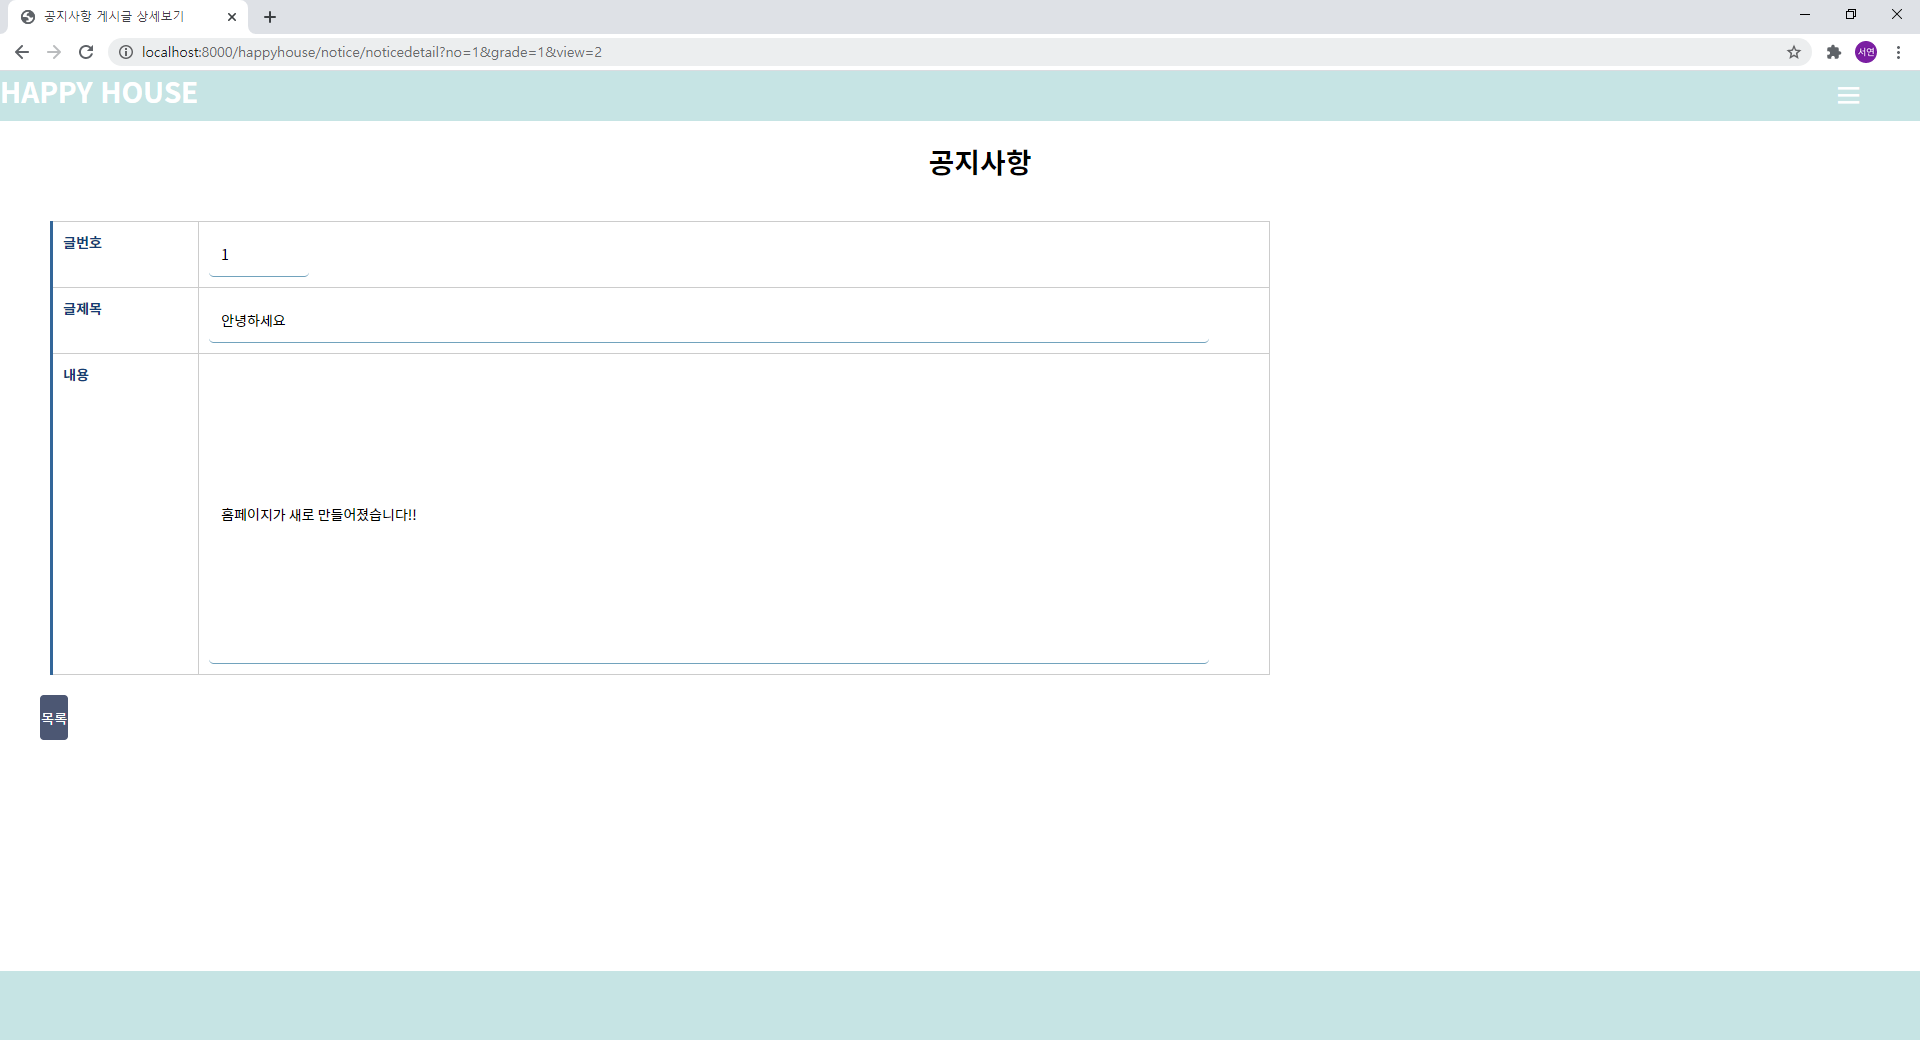 공지사항 게시글 상세보기
localhost:8000/happyhouse/notice/noticedetail?no=1&grade=1&view=2
서연
HAPPY HOUSE
공지사항
글번호
1
글제목
안녕하세요
내용
홈페이지가 새로 만들어졌습니다!!
목록